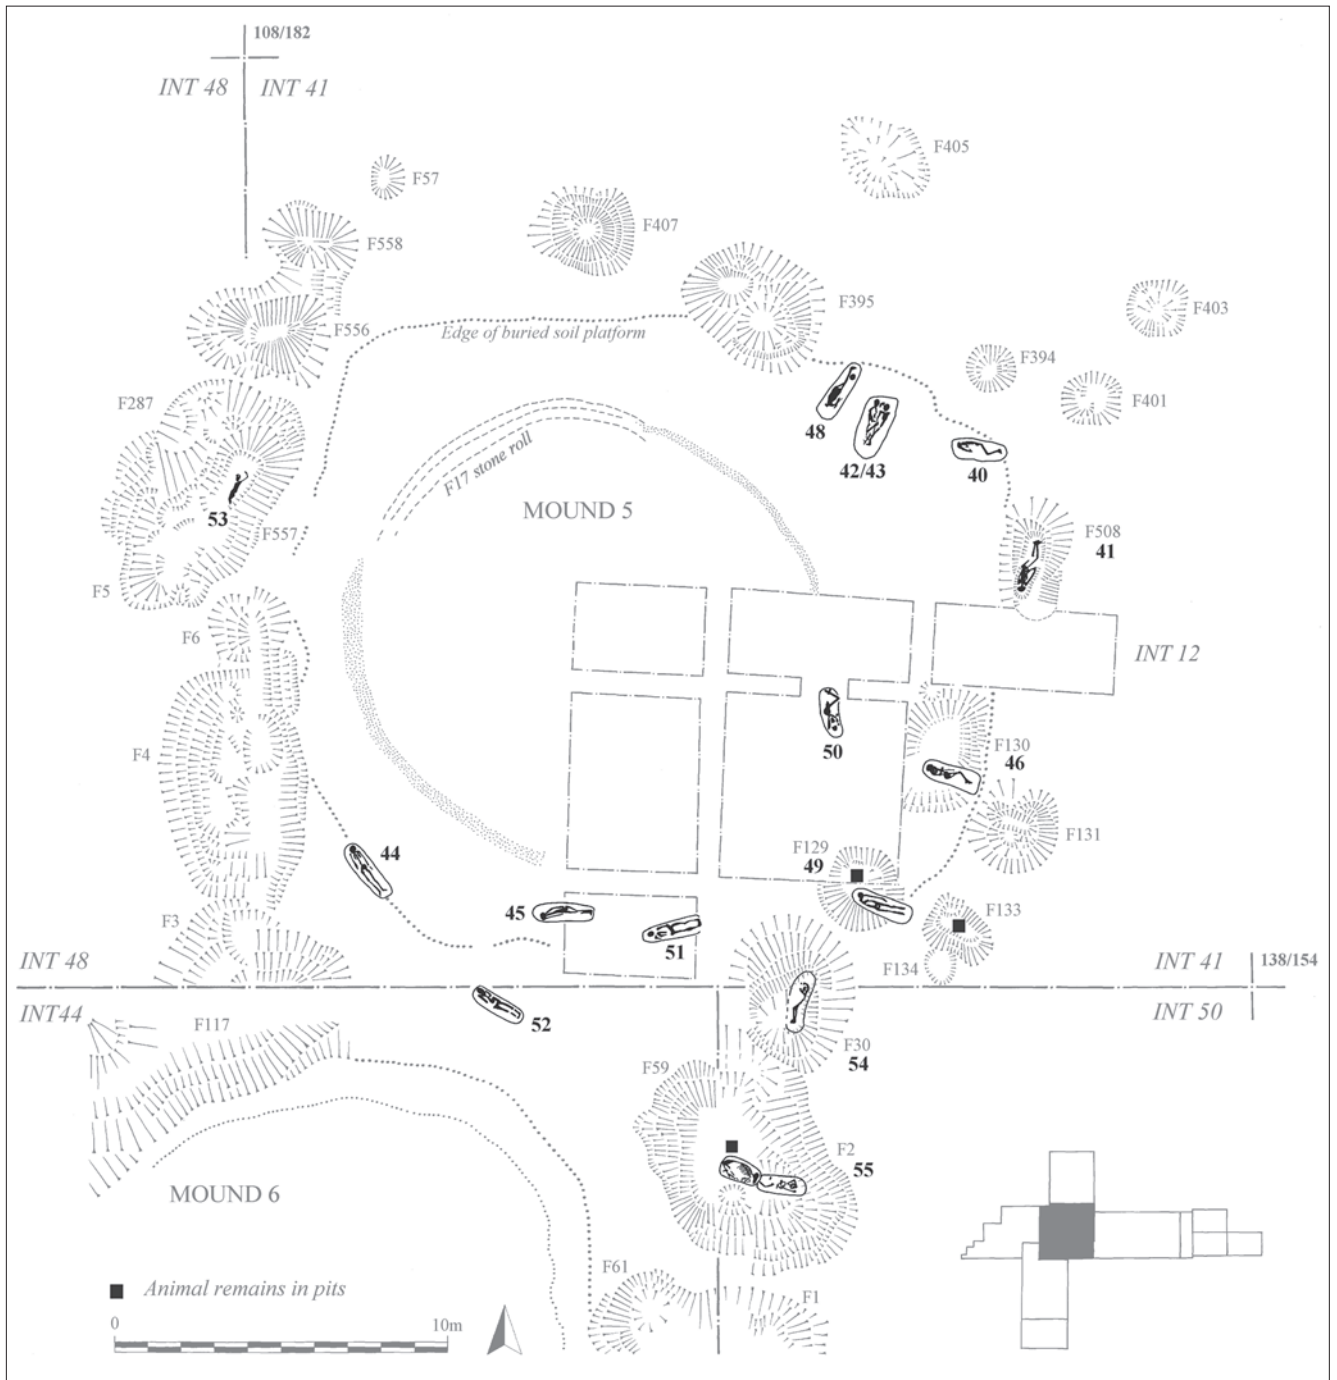 108/182
INT 48
INT 41
F57
F405
F407
F558
F395
F403
F556
Edge of buried soil platform
F394
F401
F287
48
42/43
40
F17 stone roll
MOUND 5
53
F557
F508
41
F5
F6
INT 12
50
F4
F130
46
F131
44
F129
49
45
51
F3
F133
F134
INT 48
INT 41
138/154
INT44
INT 50
52
F117
F30
54
F59
F2
55
MOUND 6
F61
F1
Animal remains in pits
0
10m